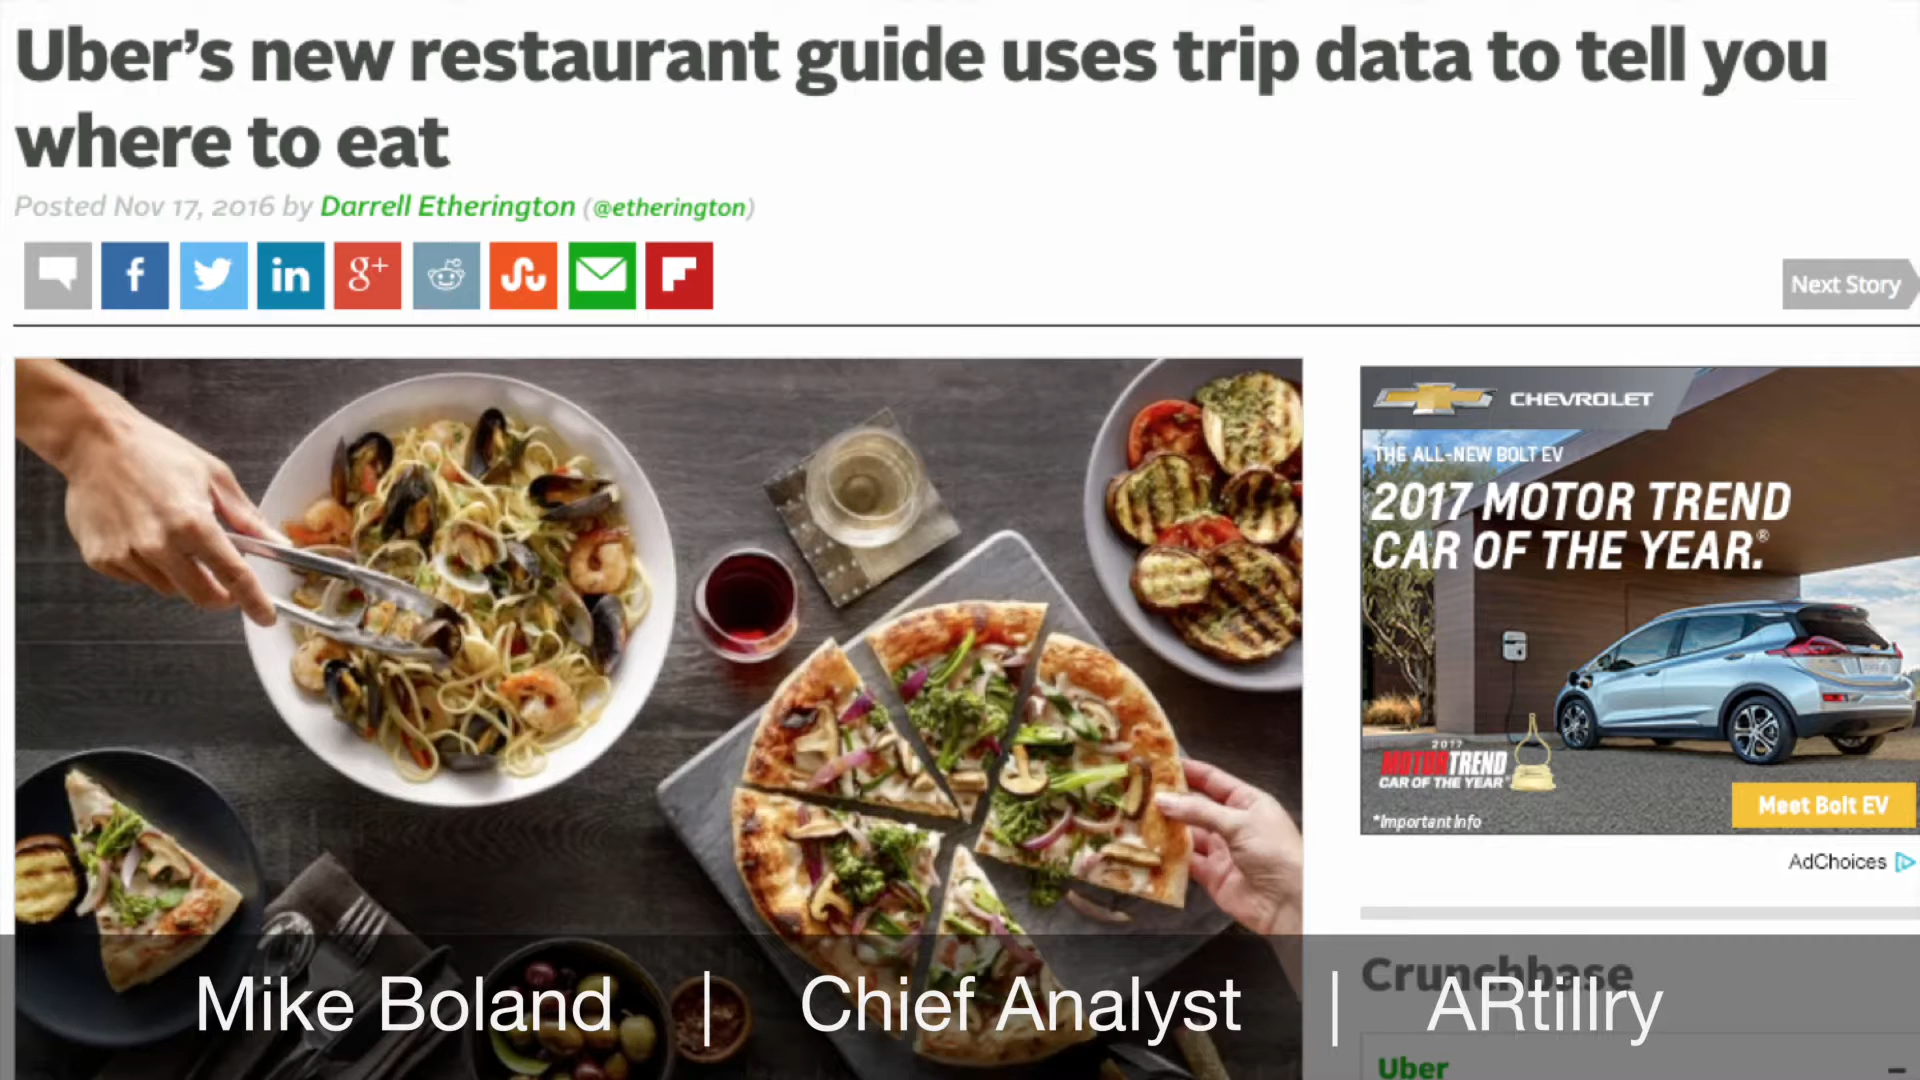 Uber's new restaurant guide uses trip data to tell you
where to eat
Posted Nov 17, 2016 by Darrell Etherington (@etherington)
f
in
g+
Next Story
CHEVROLET
THE ALL-NEW BOLT EV
2017 MOTOR TREND
CAR OF THE YEAR.®
2017
MOTOR TREND
CAR OF THE YEAR
*Important Info
Meet Bolt EV
AdChoices
Crunchbase
Mike Boland | Chief Analyst | ARtillry
Uber